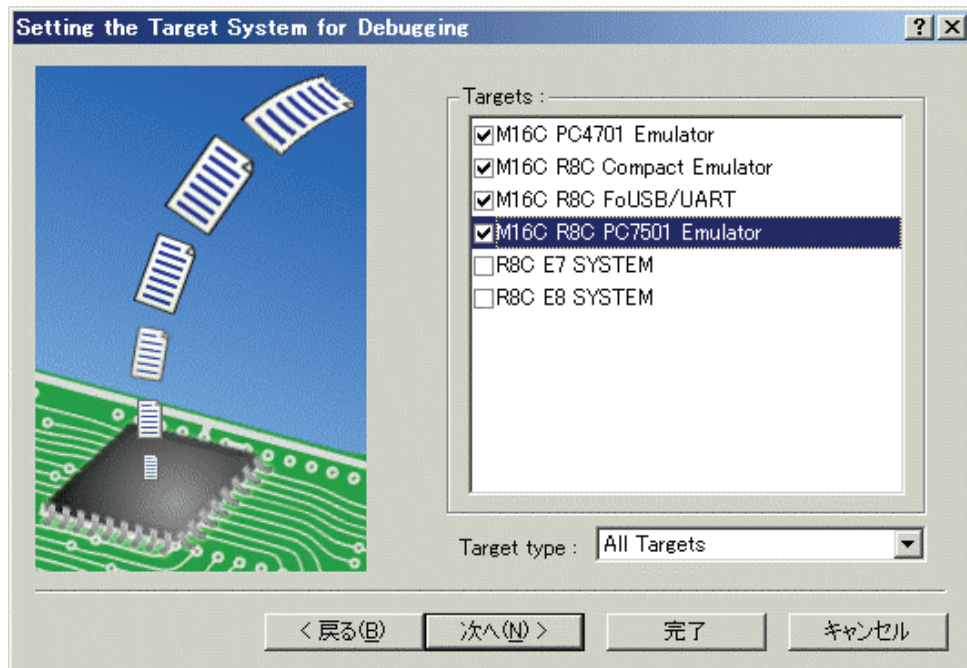 Setting the Target System for Debugging
Targets :
M16C PC4701 Emulator
M16C R8C Compact Emulator
M16C R8C FoUSB/UART
M16C R8C PC7501 Emulator
R8C E7 SYSTEM
R8C E8 SYSTEM
Target type : All Targets
< 戻る(B) 次へ(N) > 完了 キャンセル